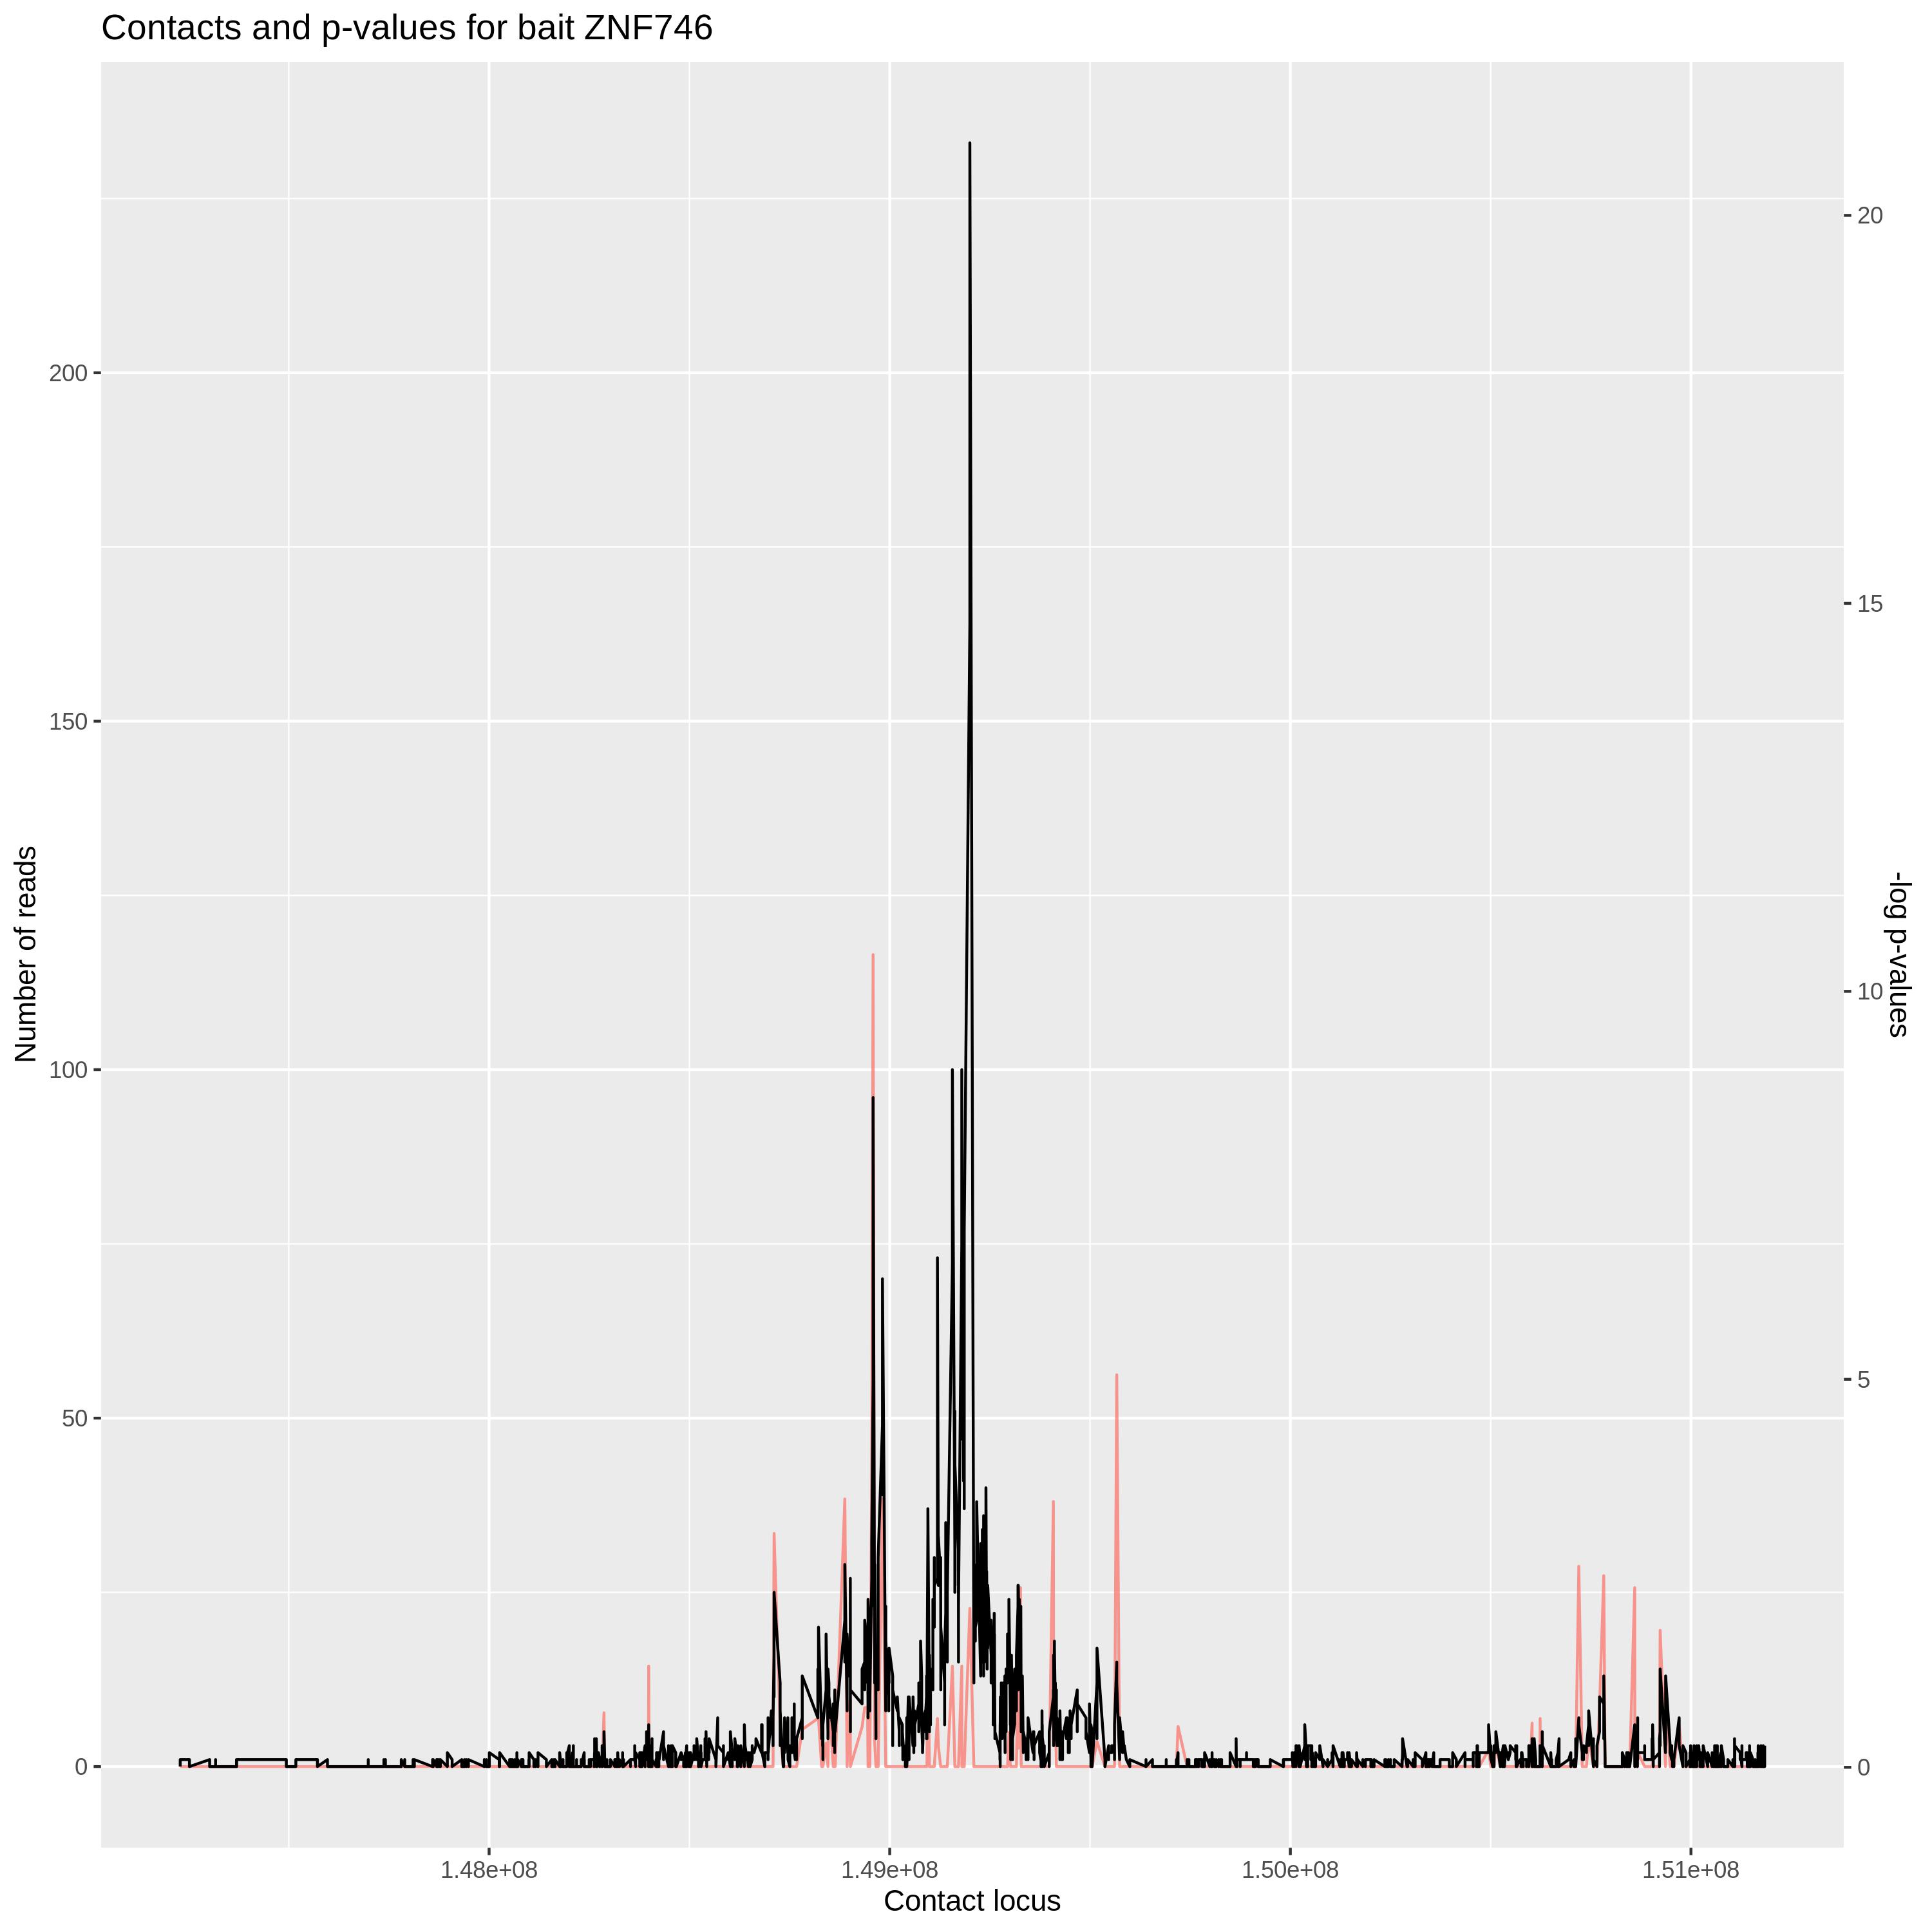 Contacts and p-values for bait ZNF746
Number of reads
200
150
100
50
0
20
15
10
5
0
-log p-values
1.48e+08
1.49e+08
1.50e+08
1.51e+08
Contact locus